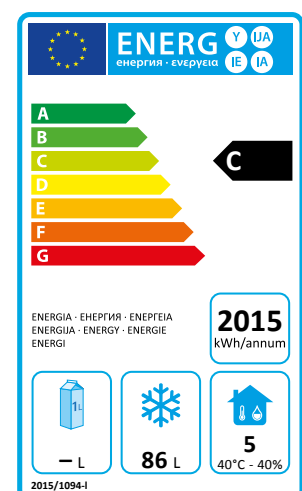 ENERG Y IJA
енергия · ενεργεια IE IA
A
B
C
C
D
E
F
G
ENERGIA · ЕНЕРГИЯ · ΕΝΕΡΓΕΙΑ
ENERGIJA · ENERGY · ENERGIE
ENERGI
2015
kWh/annum
1L
– L
86 L
5
40°C - 40%
2015/1094-I